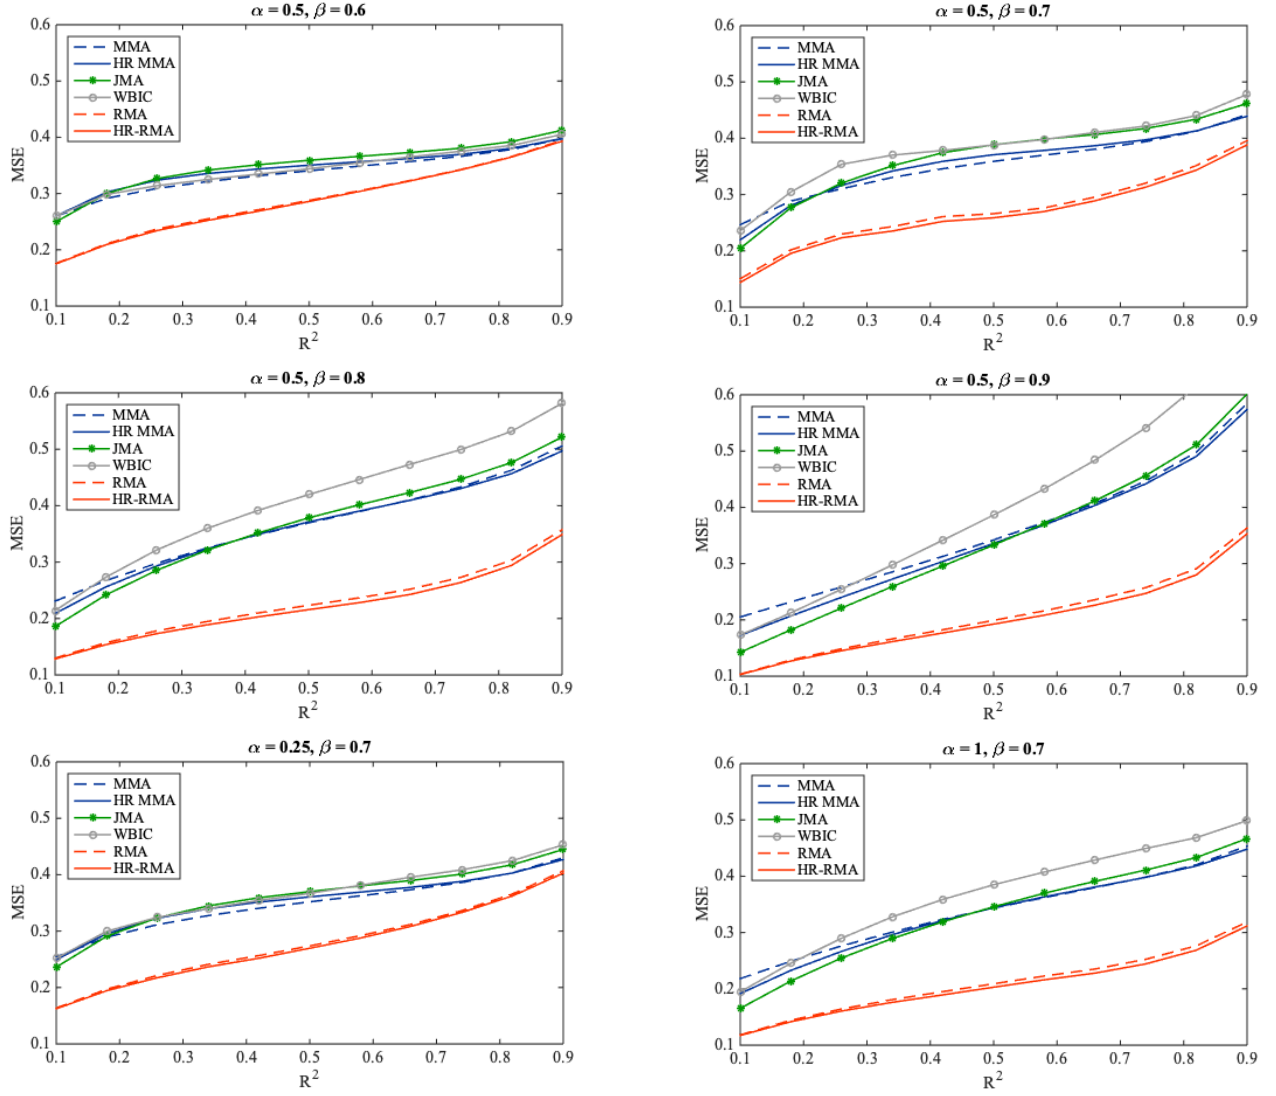 α = 0.5, β = 0.6
0.6
0.5
0.4
0.3
0.2
0.1
MSE
MMA
HR MMA
JMA
WBIC
RMA
HR-RMA
0.1 0.2 0.3 0.4 0.5 0.6 0.7 0.8 0.9
R²
α = 0.5, β = 0.7
0.6
0.5
0.4
0.3
0.2
0.1
MSE
MMA
HR MMA
JMA
WBIC
RMA
HR-RMA
0.1 0.2 0.3 0.4 0.5 0.6 0.7 0.8 0.9
R²
α = 0.5, β = 0.8
0.6
0.5
0.4
0.3
0.2
0.1
MSE
MMA
HR MMA
JMA
WBIC
RMA
HR-RMA
0.1 0.2 0.3 0.4 0.5 0.6 0.7 0.8 0.9
R²
α = 0.5, β = 0.9
0.6
0.5
0.4
0.3
0.2
0.1
MSE
MMA
HR MMA
JMA
WBIC
RMA
HR-RMA
0.1 0.2 0.3 0.4 0.5 0.6 0.7 0.8 0.9
R²
α = 0.25, β = 0.7
0.6
0.5
0.4
0.3
0.2
0.1
MSE
MMA
HR MMA
JMA
WBIC
RMA
HR-RMA
0.1 0.2 0.3 0.4 0.5 0.6 0.7 0.8 0.9
R²
α = 1, β = 0.7
0.6
0.5
0.4
0.3
0.2
0.1
MSE
MMA
HR MMA
JMA
WBIC
RMA
HR-RMA
0.1 0.2 0.3 0.4 0.5 0.6 0.7 0.8 0.9
R²